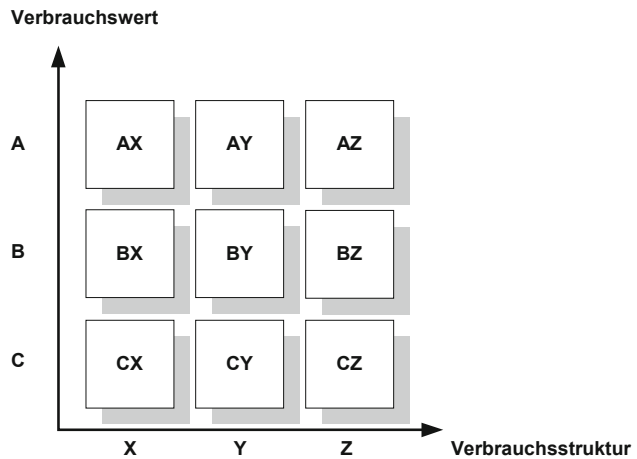 Verbrauchswert
A AX AY AZ
B BX BY BZ
C CX CY CZ
X Y Z Verbrauchsstruktur